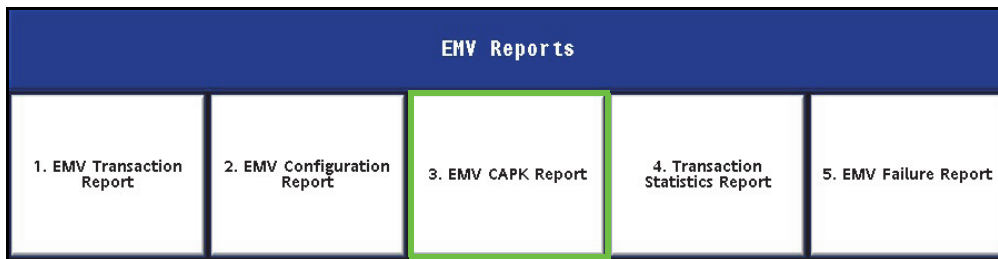 EMV Reports
1. EMV Transaction
Report
2. EMV Configuration
Report
3. EMV CAPK Report
4. Transaction
Statistics Report
5. EMV Failure Report